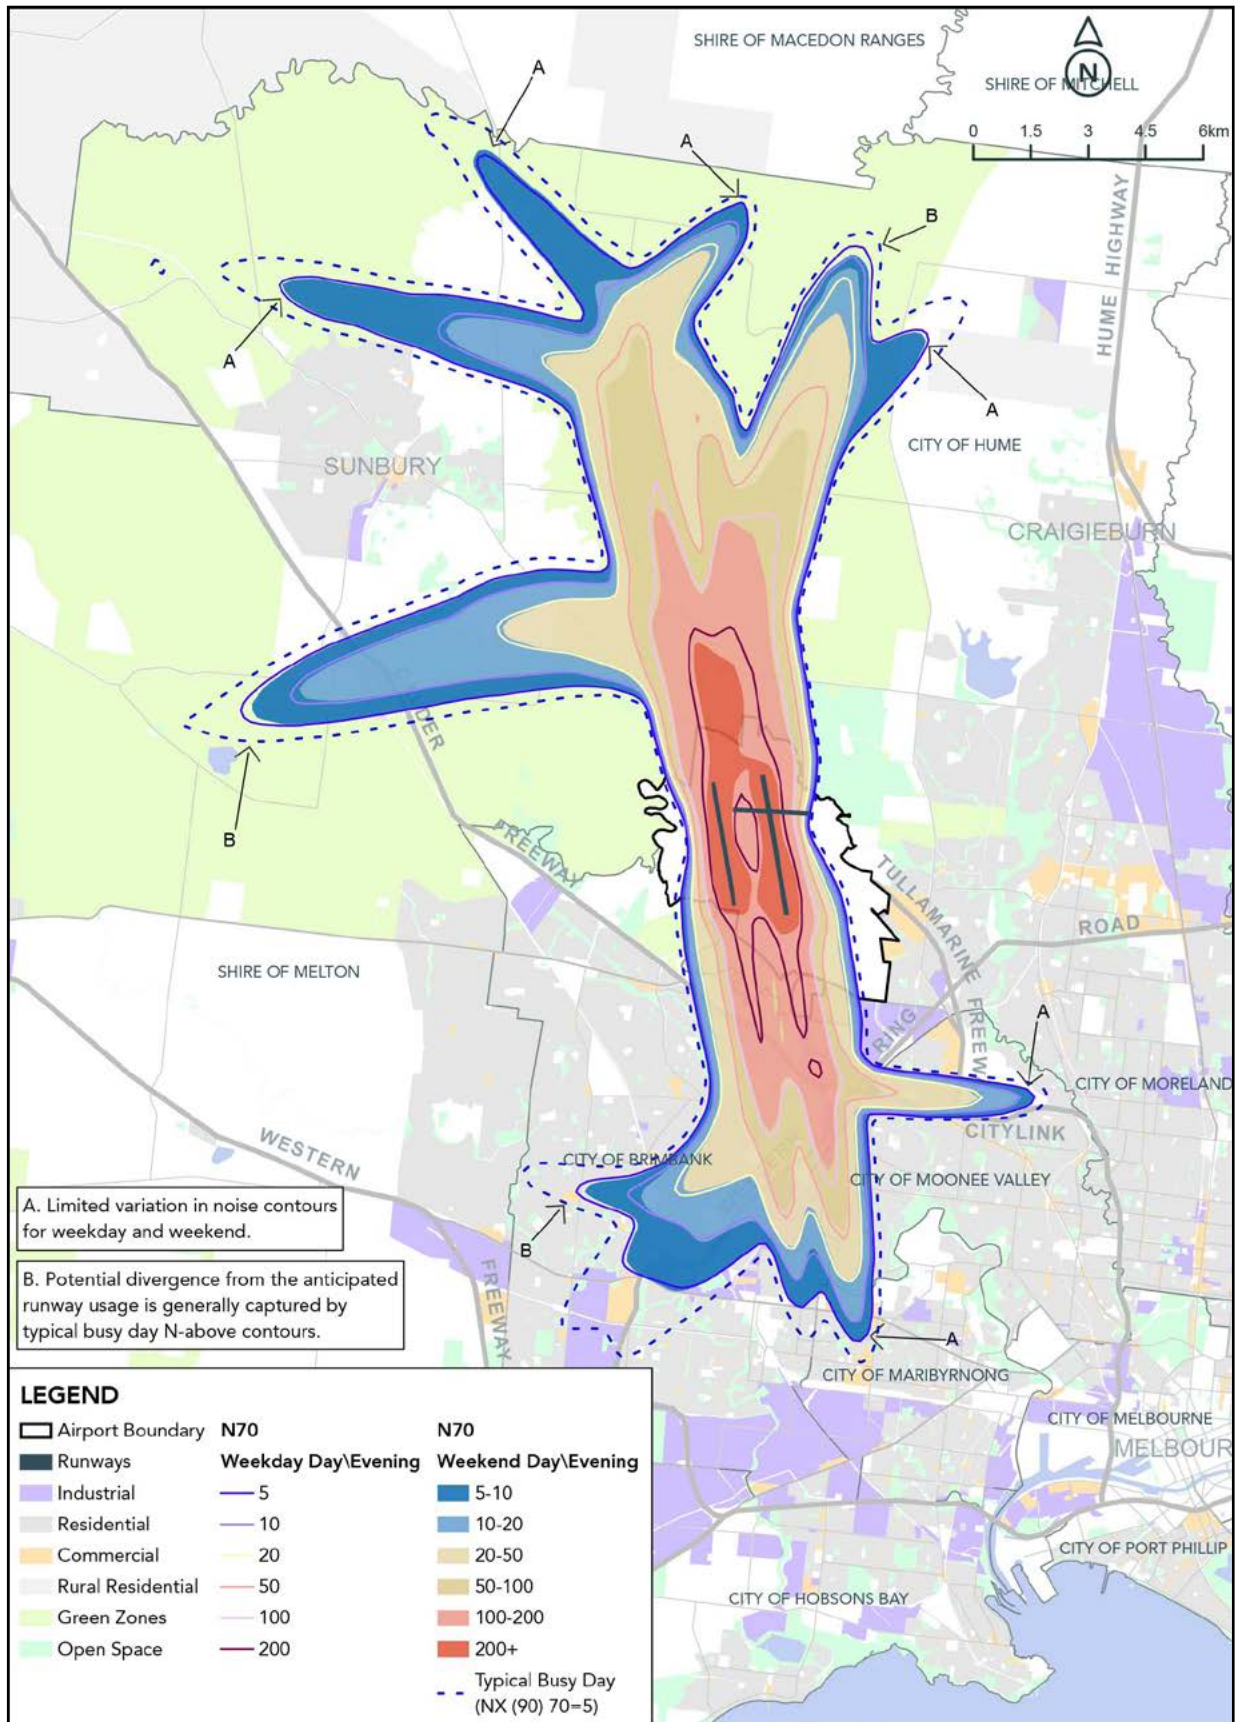 SHIRE OF MACEDON RANGES
N
SHIRE OF MITCHELL
0 1.5 3 4.5 6km
A
A
HUME HIGHWAY
B
A
A
CITY OF HUME
SUNBURY
CRAIGIEBURN
CALDER
B
FREEWAY
TULLAMARINE FREEW
ROAD
SHIRE OF MELTON
RING
A
CITY OF MORELAND
CITYLINK
WESTERN
CITY OF BRIMBANK
CITY OF MOONEE VALLEY
A. Limited variation in noise contours
for weekday and weekend.
B
B. Potential divergence from the anticipated
runway usage is generally captured by
typical busy day N-above contours.
FREEWAY
A
CITY OF MARIBYRNONG
CITY OF MELBOURNE
MELBOUR
CITY OF PORT PHILLIP
CITY OF HOBSONS BAY
LEGEND
Airport Boundary N70 N70
Runways Weekday Day\Evening Weekend Day\Evening
Industrial 5 5-10
Residential 10 10-20
Commercial 20 20-50
Rural Residential 50 50-100
Green Zones 100 100-200
Open Space 200 200+
Typical Busy Day
(NX (90) 70=5)